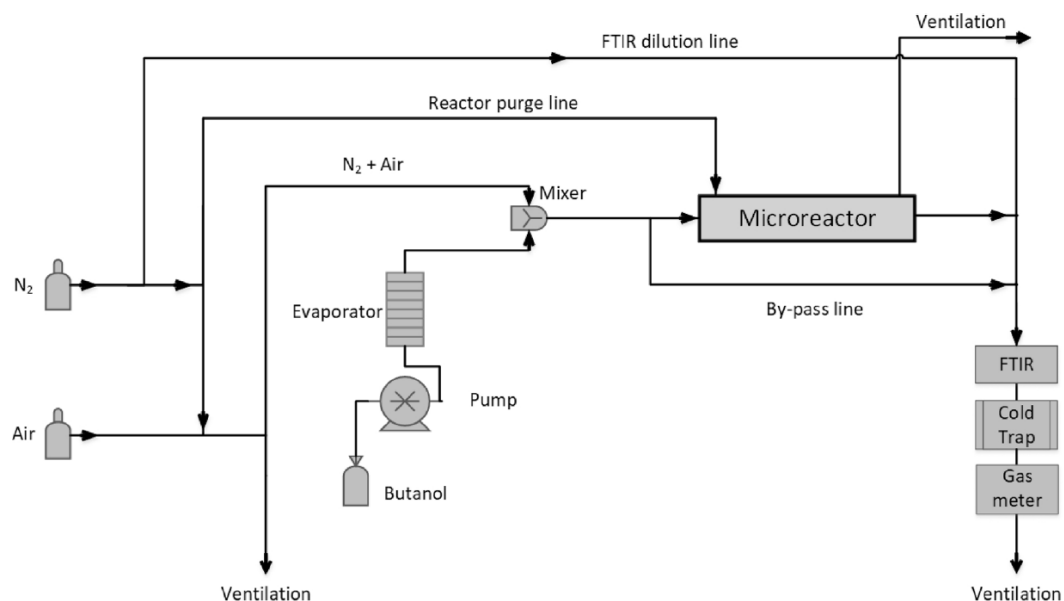 Ventilation
FTIR dilution line
Reactor purge line
N₂ + Air
Mixer
Microreactor
N₂
Evaporator
By-pass line
FTIR
Pump
Cold
Trap
Air
Gas
meter
Butanol
Ventilation
Ventilation